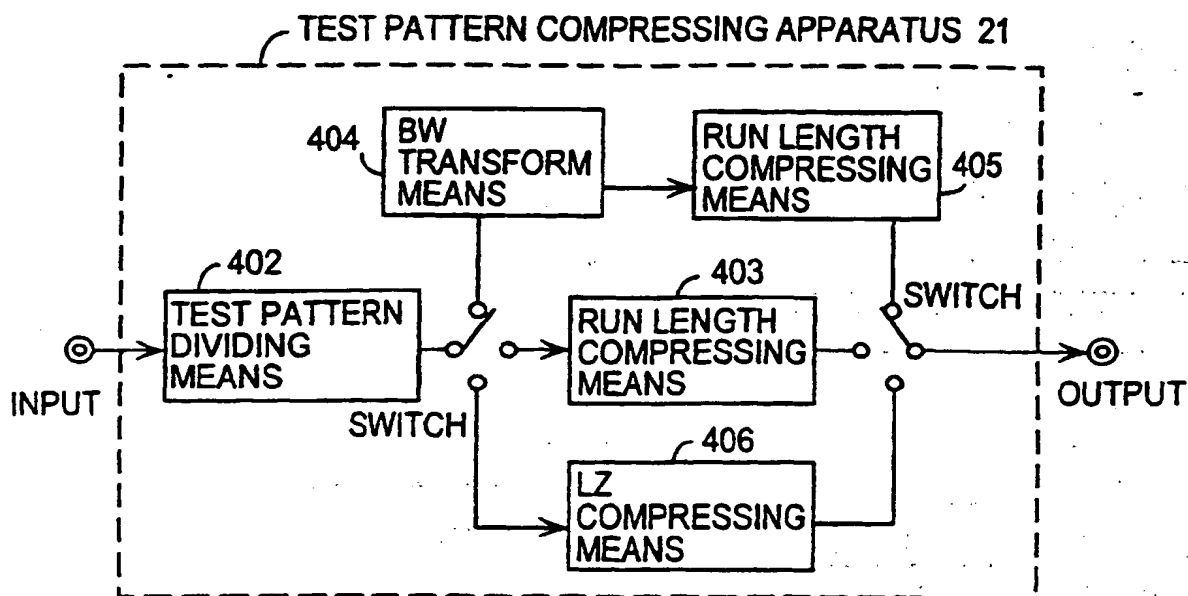 TEST PATTERN COMPRESSING APPARATUS 21
404
BW
TRANSFORM
MEANS
RUN LENGTH
COMPRESSING
MEANS
405
402
TEST PATTERN
DIVIDING
MEANS
403
RUN LENGTH
COMPRESSING
MEANS
SWITCH
INPUT
SWITCH
OUTPUT
406
LZ
COMPRESSING
MEANS